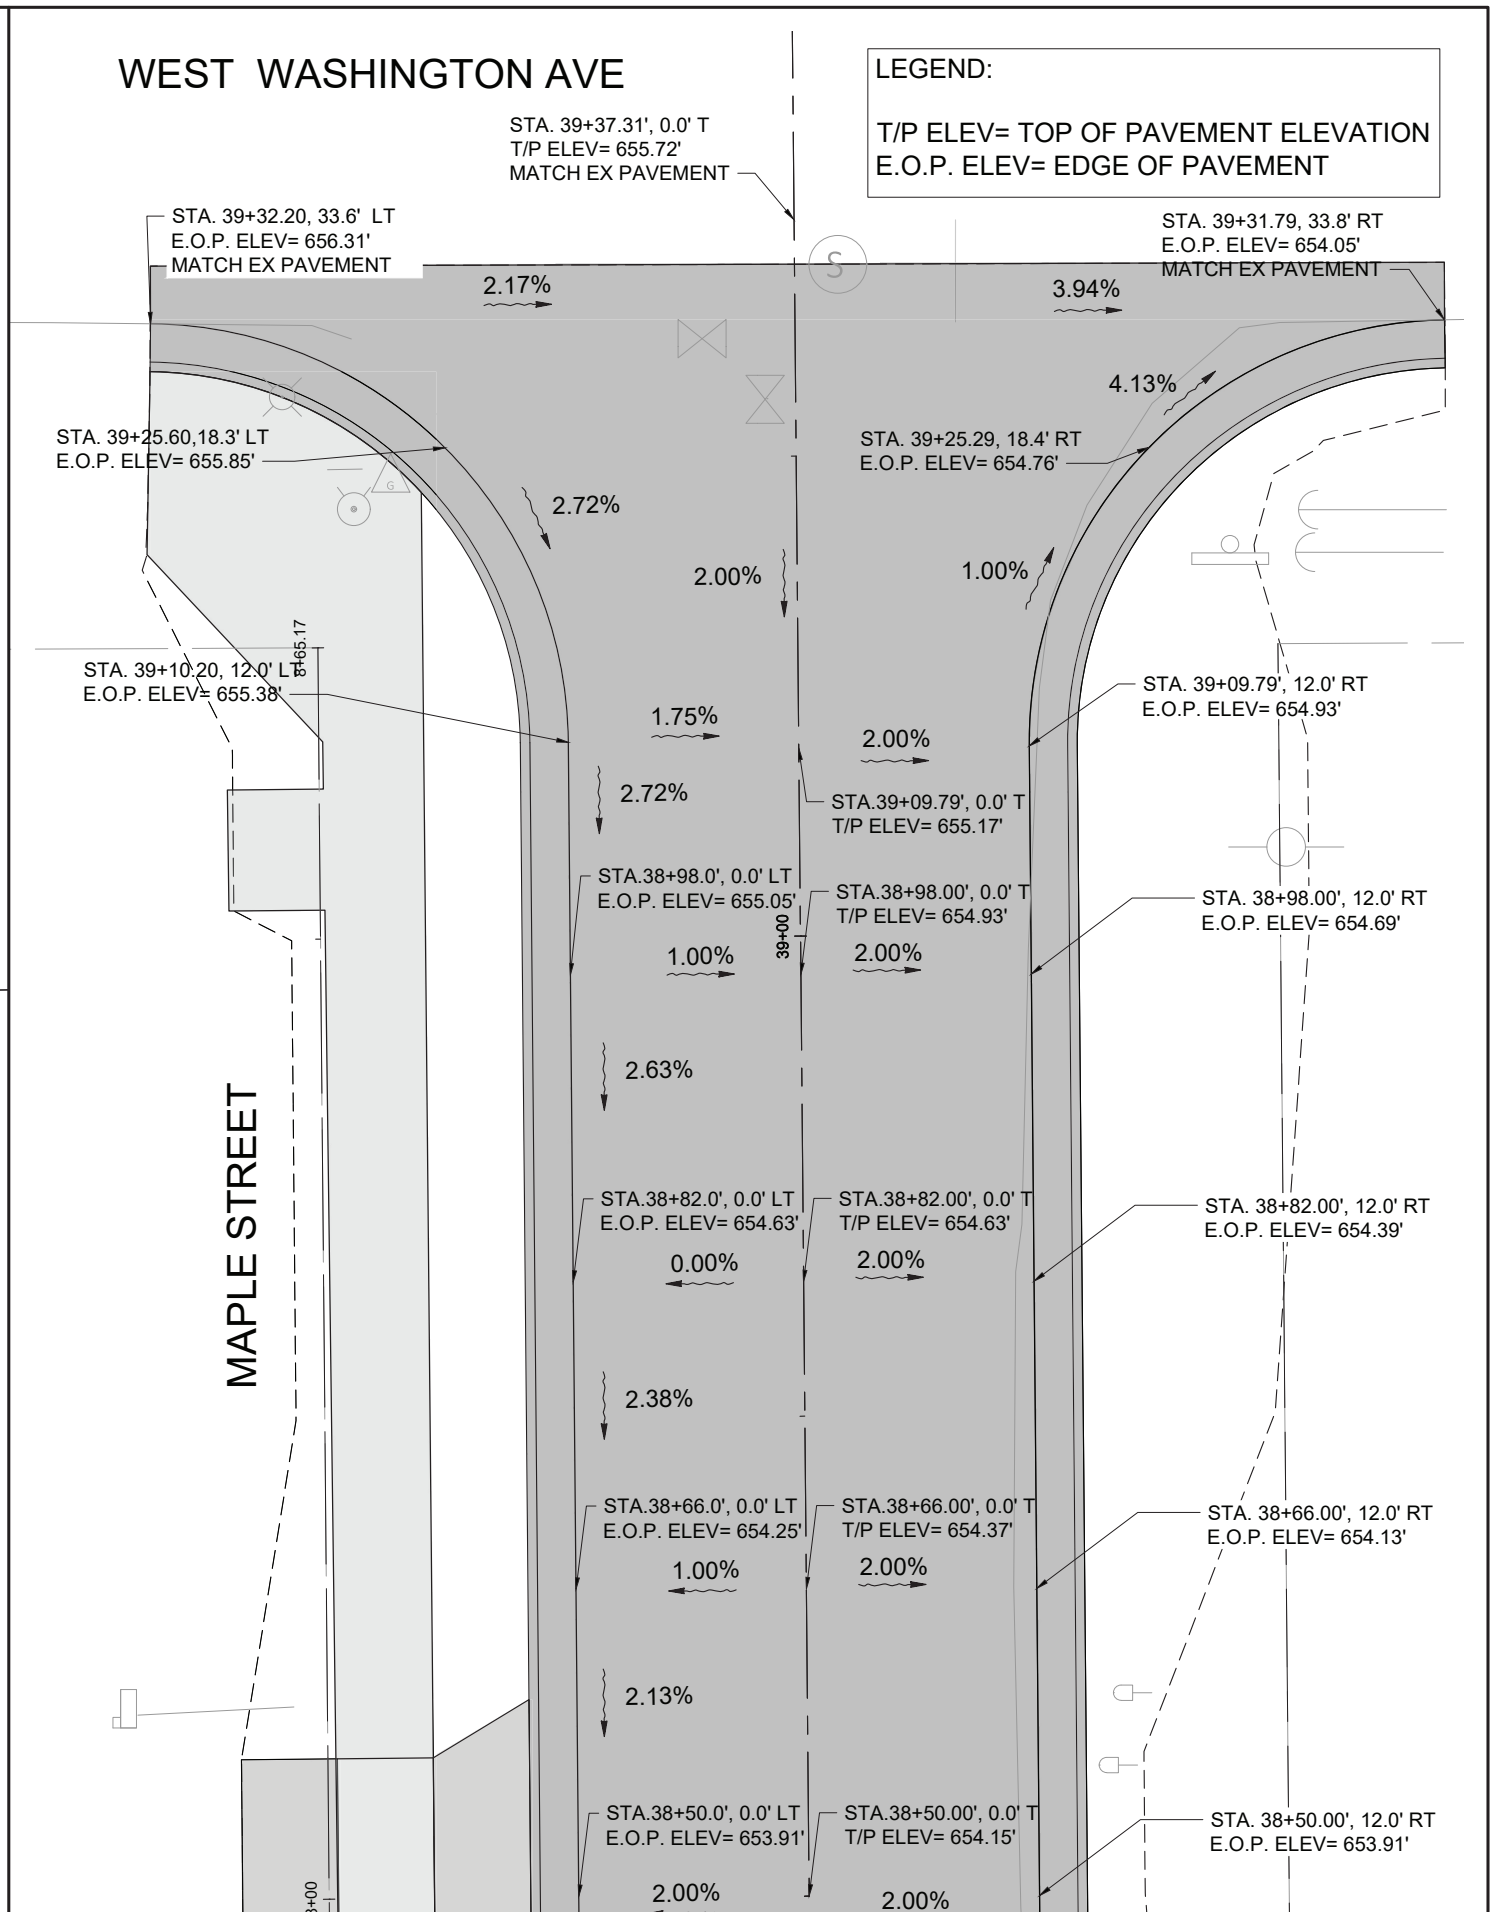 WEST WASHINGTON AVE
LEGEND:
T/P ELEV= TOP OF PAVEMENT ELEVATION
E.O.P. ELEV= EDGE OF PAVEMENT
STA. 39+37.31', 0.0' T
T/P ELEV= 655.72'
MATCH EX PAVEMENT
STA. 39+32.20, 33.6' LT
E.O.P. ELEV= 656.31'
MATCH EX PAVEMENT
STA. 39+31.79, 33.8' RT
E.O.P. ELEV= 654.05'
MATCH EX PAVEMENT
S
2.17%
3.94%
4.13%
STA. 39+25.60,18.3' LT
E.O.P. ELEV= 655.85'
STA. 39+25.29, 18.4' RT
E.O.P. ELEV= 654.76'
G
2.72%
2.00%
1.00%
8+65.17
STA. 39+10.20, 12.0' LT
E.O.P. ELEV= 655.38'
STA. 39+09.79', 12.0' RT
E.O.P. ELEV= 654.93'
1.75%
2.00%
2.72%
STA.39+09.79', 0.0' T
T/P ELEV= 655.17'
STA.38+98.0', 0.0' LT
E.O.P. ELEV= 655.05'
STA.38+98.00', 0.0' T
T/P ELEV= 654.93'
STA. 38+98.00', 12.0' RT
E.O.P. ELEV= 654.69'
39+00
1.00%
2.00%
2.63%
MAPLE STREET
STA.38+82.0', 0.0' LT
E.O.P. ELEV= 654.63'
STA.38+82.00', 0.0' T
T/P ELEV= 654.63'
STA. 38+82.00', 12.0' RT
E.O.P. ELEV= 654.39'
0.00%
2.00%
2.38%
STA.38+66.0', 0.0' LT
E.O.P. ELEV= 654.25'
STA.38+66.00', 0.0' T
T/P ELEV= 654.37'
STA. 38+66.00', 12.0' RT
E.O.P. ELEV= 654.13'
1.00%
2.00%
2.13%
STA.38+50.0', 0.0' LT
E.O.P. ELEV= 653.91'
STA.38+50.00', 0.0' T
T/P ELEV= 654.15'
STA. 38+50.00', 12.0' RT
E.O.P. ELEV= 653.91'
2.00%
2.00%